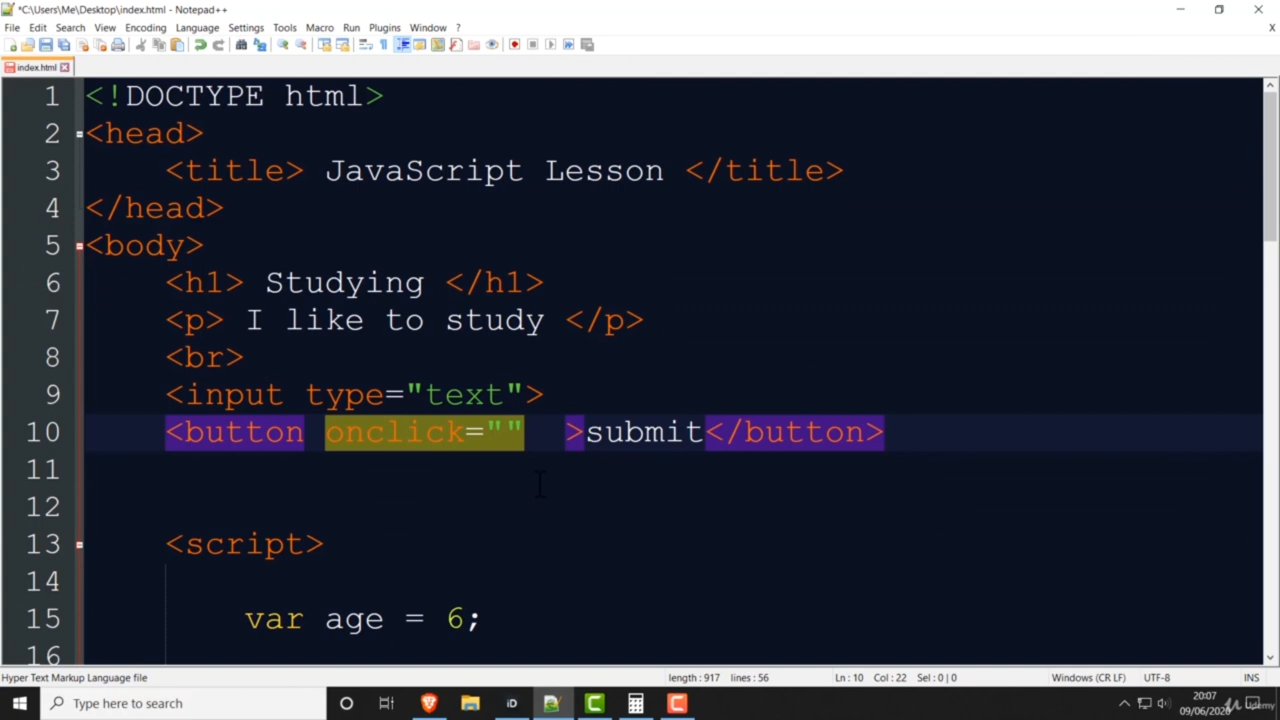 *C:\Users\Me\Desktop\index.html - Notepad++
File Edit Search View Encoding Language Settings Tools Macro Run Plugins Window ?
X
index.html
1 <!DOCTYPE html>
2 <head>
3 <title> JavaScript Lesson </title>
4 </head>
5 <body>
6 <h1> Studying </h1>
7 <p> I like to study </p>
8 <br>
9 <input type="text">
10 <button onclick="" >submit</button>
11
12
13 <script>
14
15 var age = 6;
16
Hyper Text Markup Language file length : 917 lines : 56 Ln : 10 Col : 22 Sel : 0 | 0 Windows (CR LF) UTF-8 INS
Type here to search iD 20:07
09/06/2020 Udemy